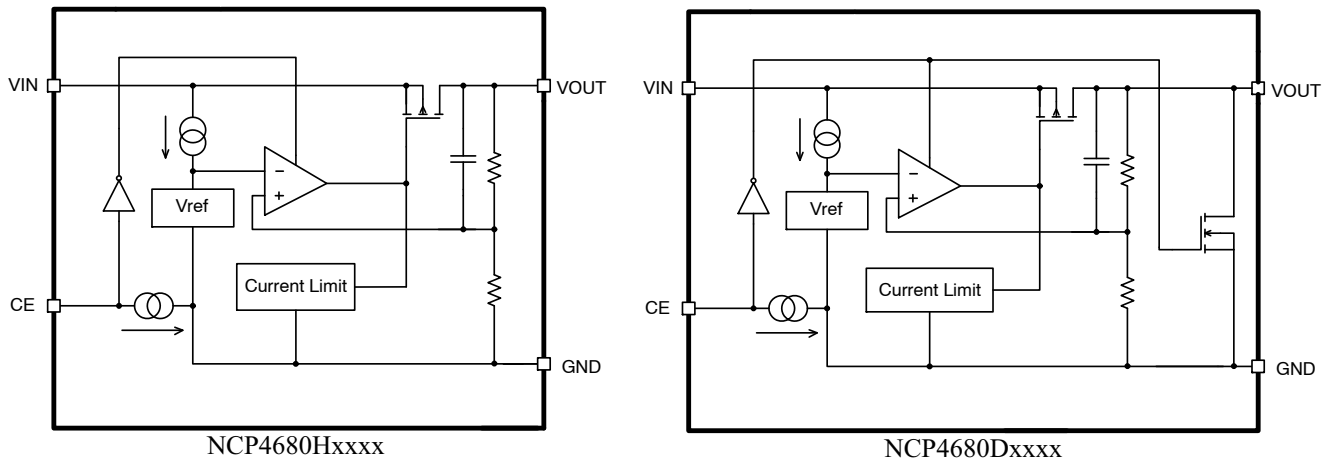 VIN
VOUT
−
+
Vref
Current Limit
CE
GND
NCP4680Hxxxx
VIN
VOUT
−
+
Vref
Current Limit
CE
GND
NCP4680Dxxxx